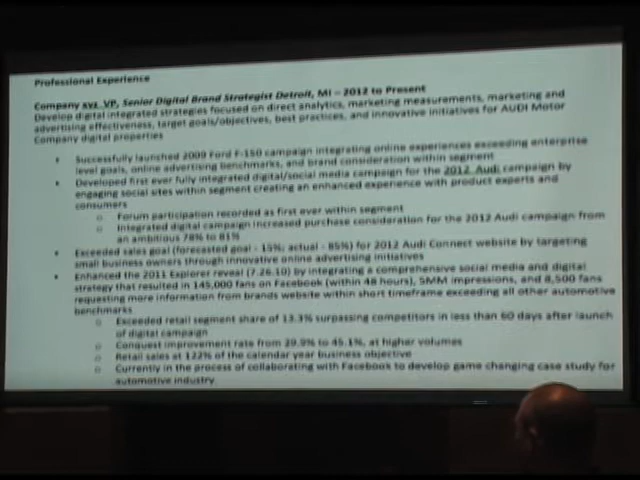 Professional Experience
Company xyz VP, Senior Digital Brand Strategist Detroit, MI – 2012 to Present
Develop digital integrated strategies focused on direct analytics, marketing measurements, marketing and
advertising effectiveness, target goals/objectives, best practices, and innovative initiatives for AUDI Motor
Company digital properties
• Successfully launched 2009 Ford F-150 campaign integrating online experiences exceeding enterprise
level goals, online advertising benchmarks, and brand consideration within segment
• Developed first ever fully integrated digital/social media campaign for the 2012 Audi campaign by
engaging social sites within segment creating an enhanced experience with product experts and
consumers
o Forum participation recorded as first ever within segment
o Integrated digital campaign increased purchase consideration for the 2012 Audi campaign from
an ambitious 78% to 81%
• Exceeded sales goal (forecasted goal - 15%; actual - 85%) for 2012 Audi Connect website by targeting
small business owners through innovative online advertising initiatives
• Enhanced the 2011 Explorer reveal (7.26.10) by integrating a comprehensive social media and digital
strategy that resulted in 145,000 fans on Facebook (within 48 hours), 5MM impressions, and 8,500 fans
requesting more information from brands website within short timeframe exceeding all other automotive
benchmarks
o Exceeded retail segment share of 13.3% surpassing competitors in less than 60 days after launch
of digital campaign
o Conquest improvement rate from 29.9% to 45.1%, at higher volumes
o Retail sales at 122% of the calendar year business objective
o Currently in the process of collaborating with Facebook to develop game changing case study for
automotive industry